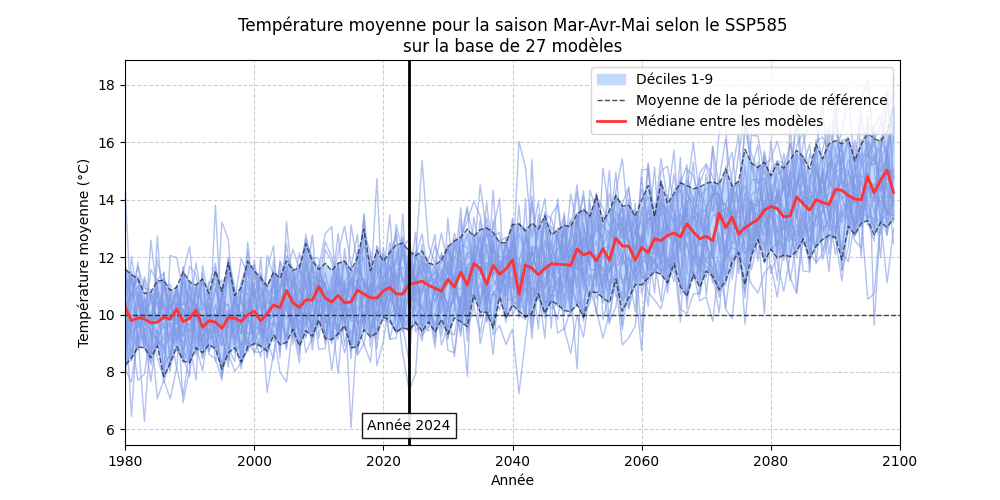 Température moyenne pour la saison Mar-Avr-Mai selon le SSP585
sur la base de 27 modèles
Déciles 1-9
Moyenne de la période de référence
Médiane entre les modèles
Température moyenne (°C)
18
16
14
12
10
8
6
Année 2024
1980
2000
2020
2040
2060
2080
2100
Année